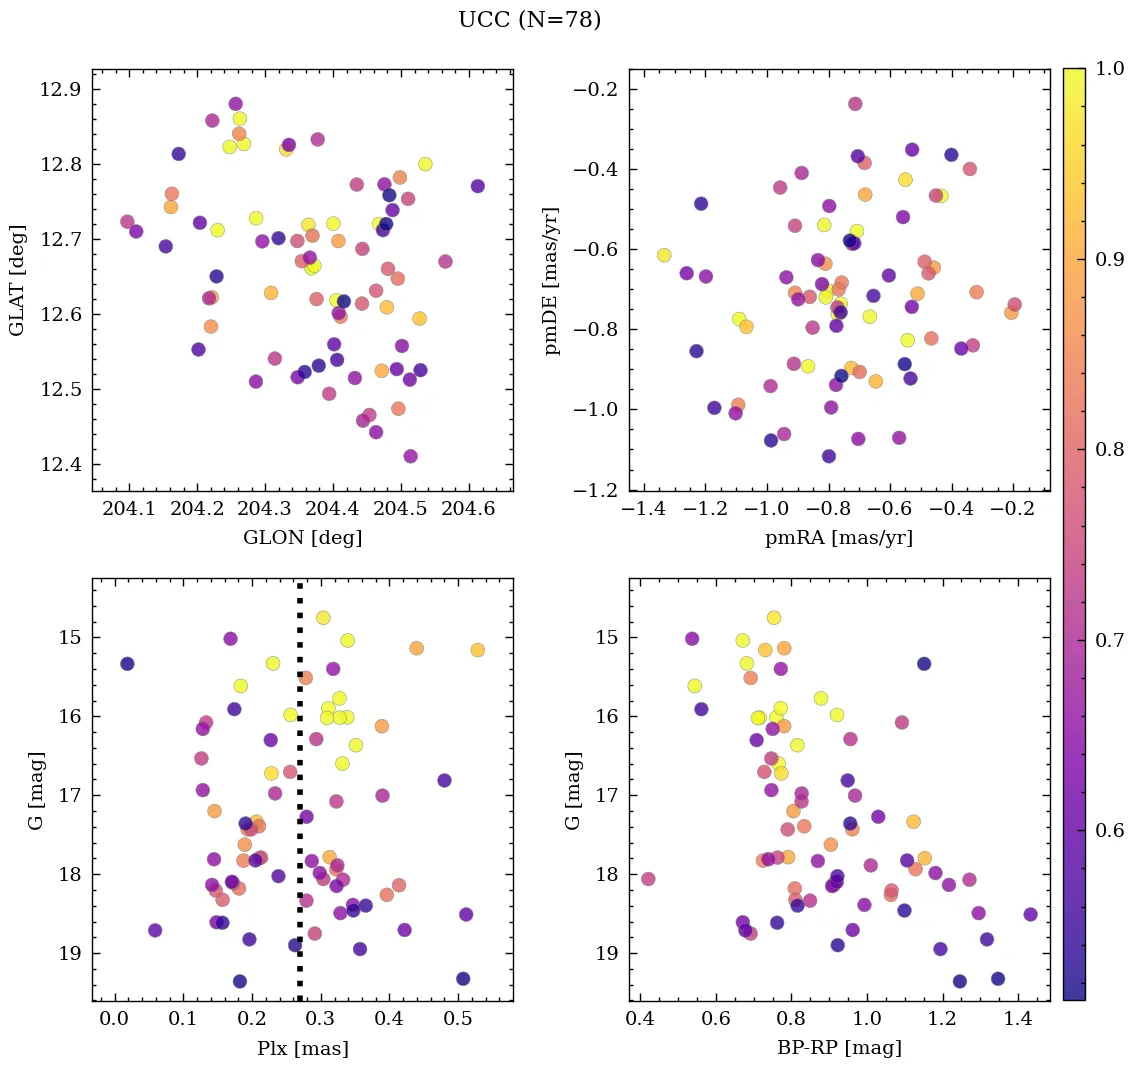 UCC (N=78)
12.9
12.8
12.7
12.6
12.5
12.4
GLAT [deg]
204.1 204.2 204.3 204.4 204.5 204.6
GLON [deg]
−0.2
−0.4
−0.6
−0.8
−1.0
−1.2
pmDE [mas/yr]
−1.4 −1.2 −1.0 −0.8 −0.6 −0.4 −0.2
pmRA [mas/yr]
1.0
0.9
0.8
0.7
0.6
15
16
17
18
19
G [mag]
0.0 0.1 0.2 0.3 0.4 0.5
Plx [mas]
15
16
17
18
19
G [mag]
0.4 0.6 0.8 1.0 1.2 1.4
BP-RP [mag]